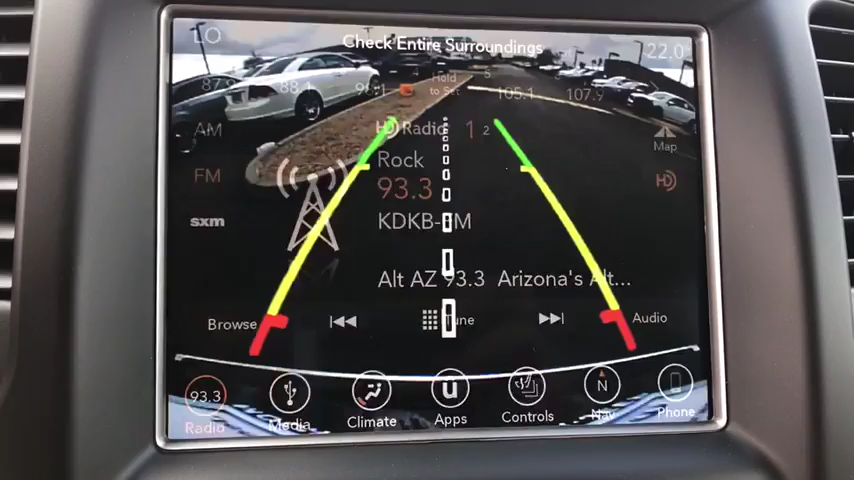 Check Entire Surroundings
22.0
87.9 88.1 98.1 Hold to Set 105.1 107.9
4 5
AM
HD Radio 1 2
Map
Rock
FM
93.3
HD
sxm
KDKB-FM
Alt AZ 93.3 Arizona's Alt...
Browse
Tune
Audio
93.3
U
N
Radio
Media
Climate
Apps
Controls
Nav
Phone